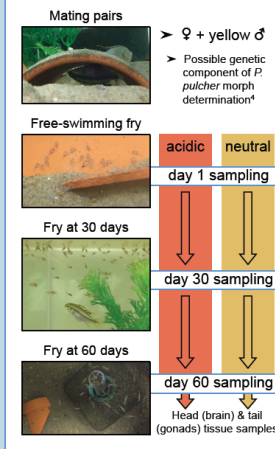 Mating pairs
➤ ♀ + yellow ♂
➤ Possible genetic
component of P.
pulcher morph
determination⁴
Free-swimming fry
acidic neutral
day 1 sampling
Fry at 30 days
day 30 sampling
Fry at 60 days
day 60 sampling
Head (brain) & tail
(gonads) tissue samples